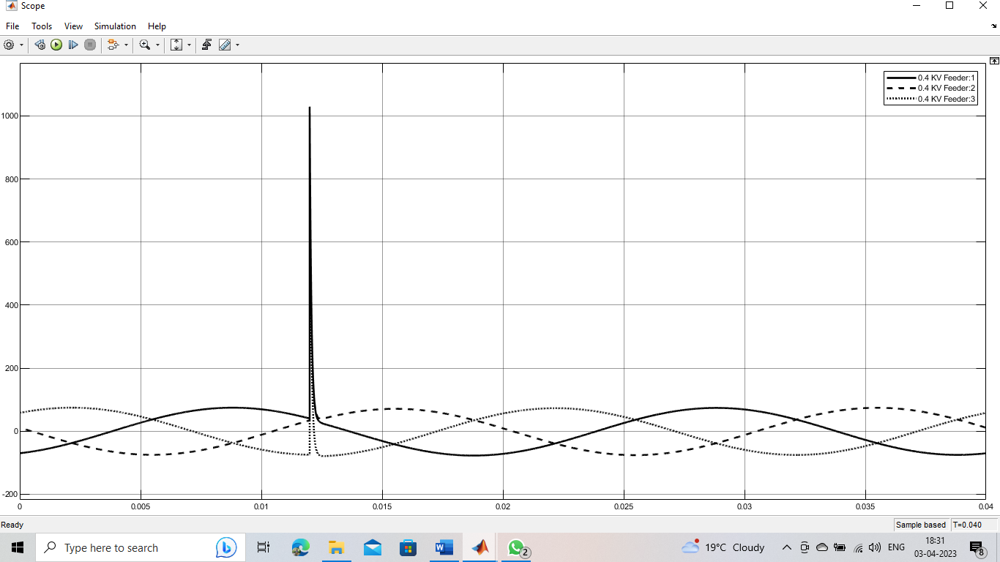 Scope
File Tools View Simulation Help
0.4 KV Feeder:1
0.4 KV Feeder:2
0.4 KV Feeder:3
1000
800
600
400
200
0
-200
0 0.005 0.01 0.015 0.02 0.025 0.03 0.035 0.04
Ready
Sample based T=0.040
Type here to search
2
19°C Cloudy
ENG
18:31
03-04-2023
8